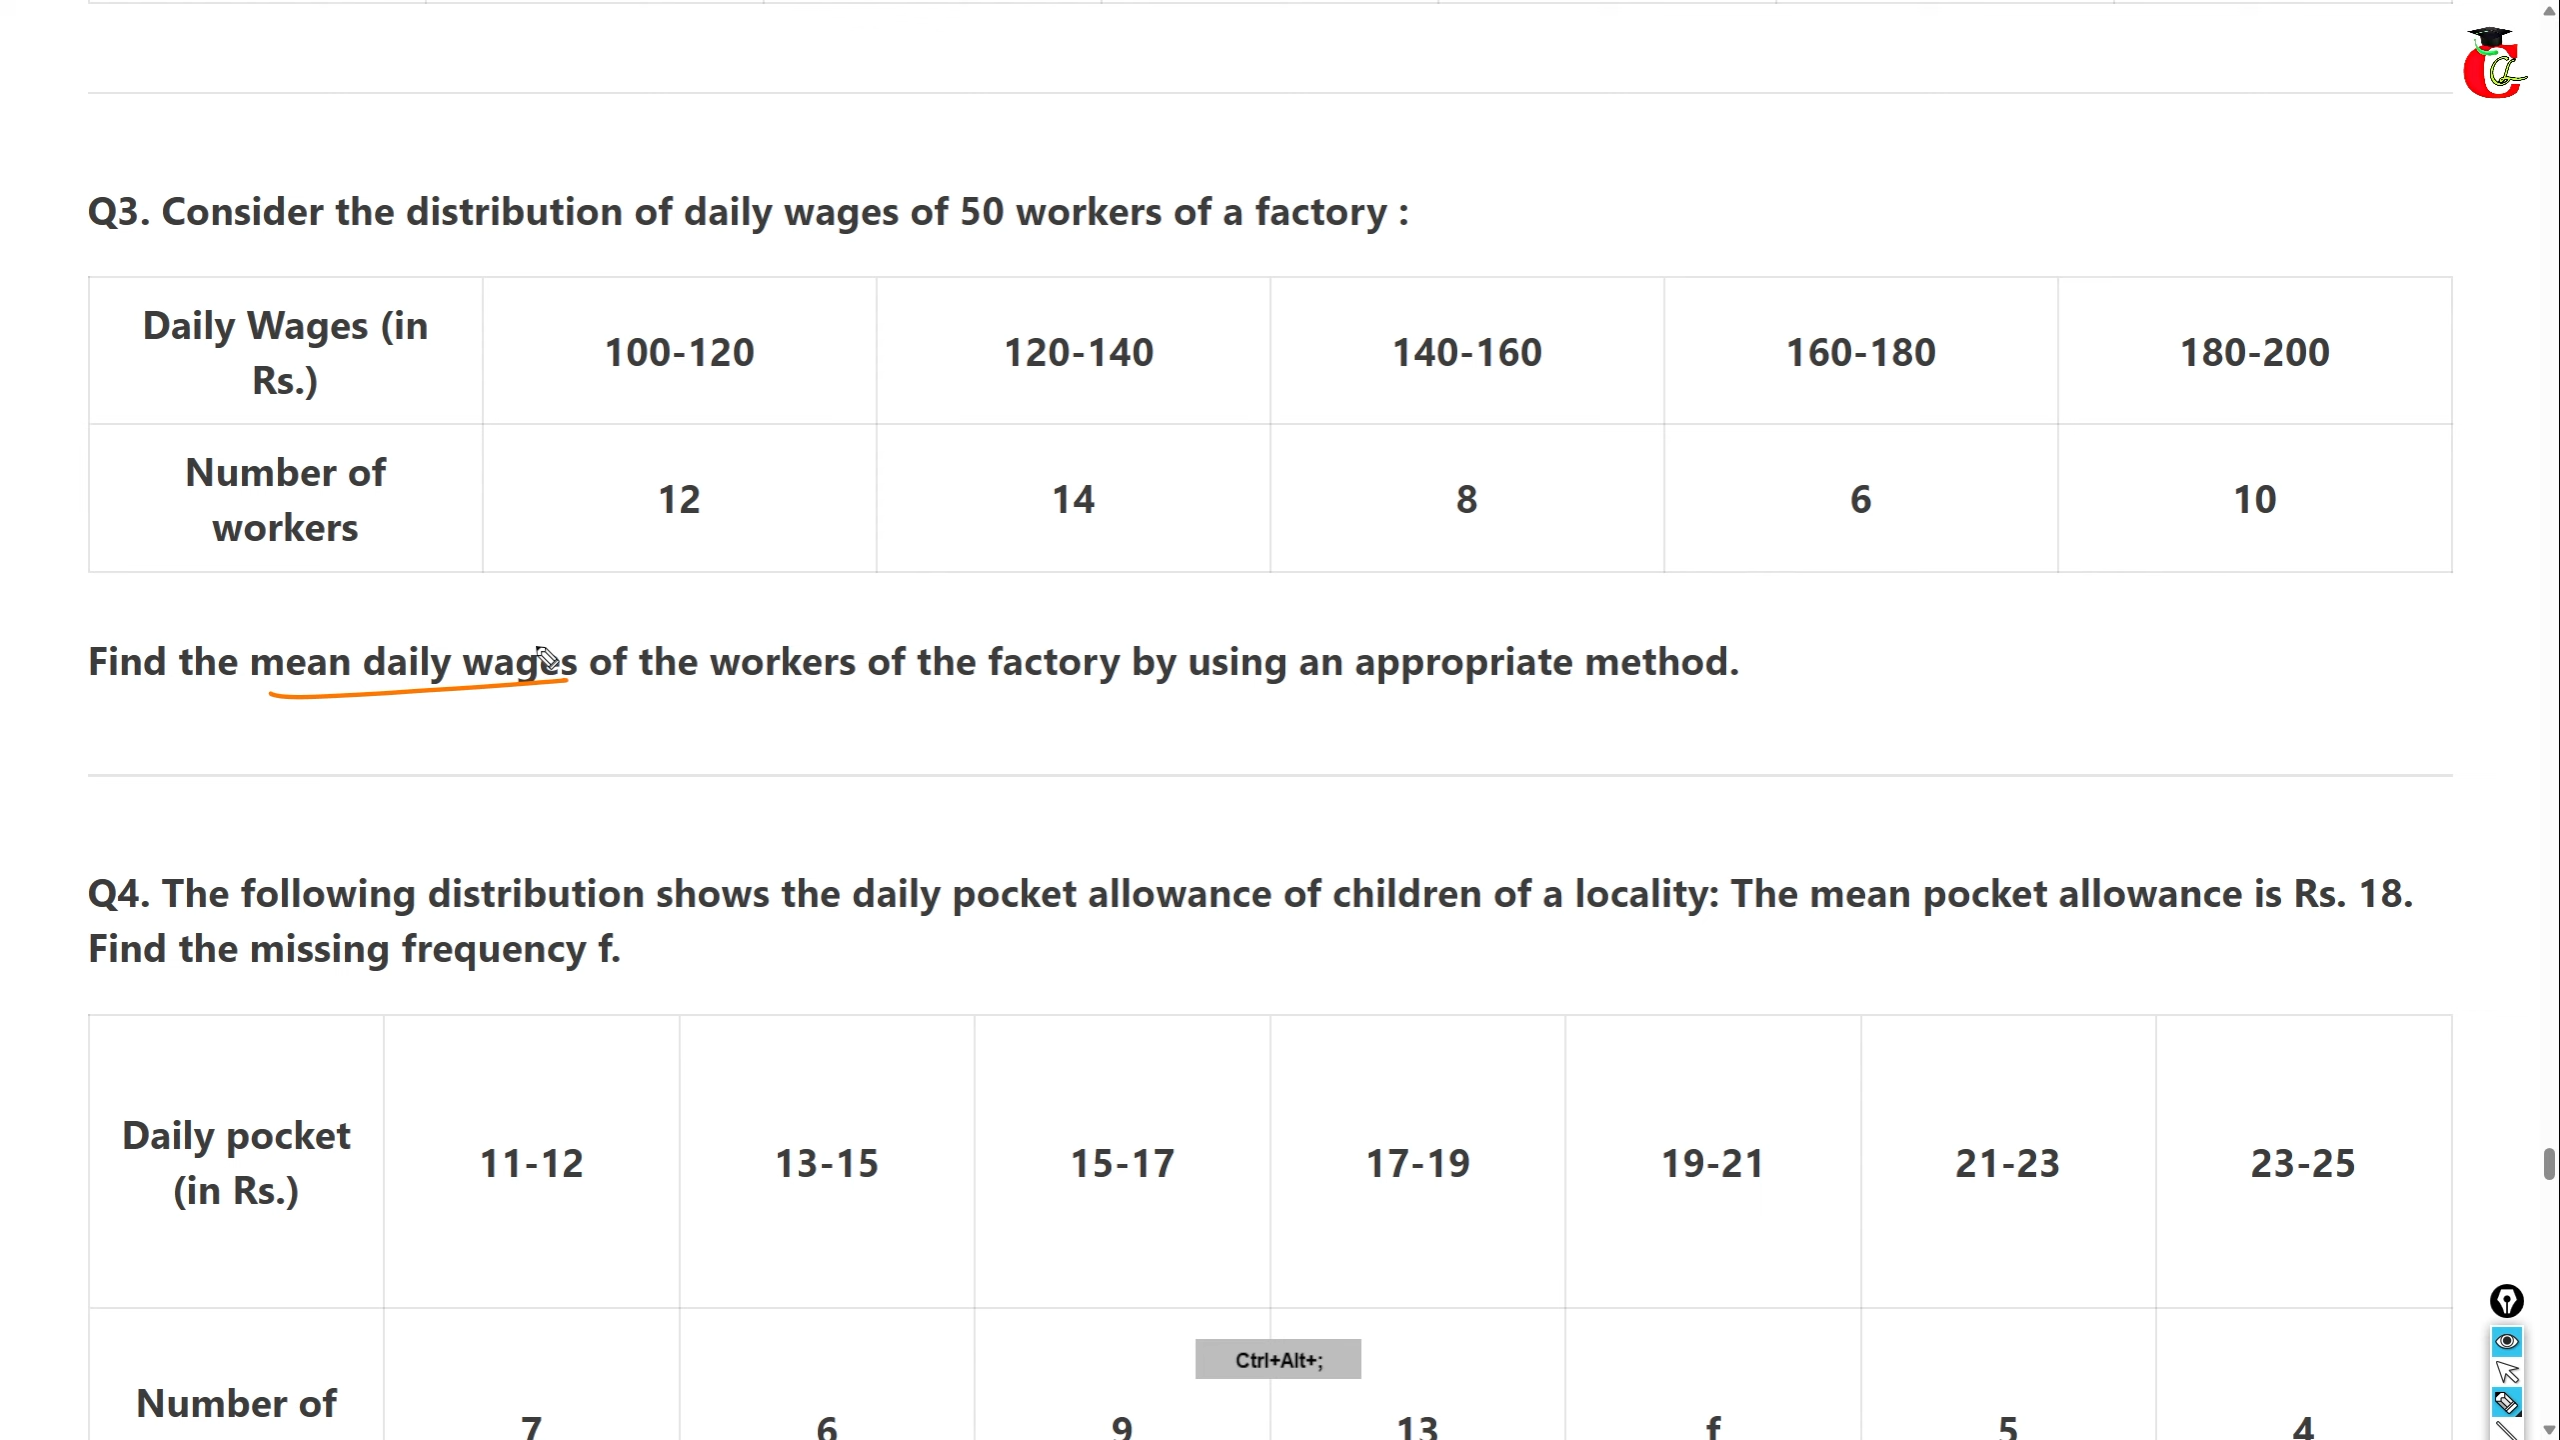 Q3. Consider the distribution of daily wages of 50 workers of a factory :
Daily Wages (in Rs.) 100-120 120-140 140-160 160-180 180-200
Number of workers 12 14 8 6 10
Find the mean daily wages of the workers of the factory by using an appropriate method.
Q4. The following distribution shows the daily pocket allowance of children of a locality: The mean pocket allowance is Rs. 18.
Find the missing frequency f.
Daily pocket (in Rs.) 11-12 13-15 15-17 17-19 19-21 21-23 23-25
Number of 7 6 9 13 f 5 4
Ctrl+Alt+;